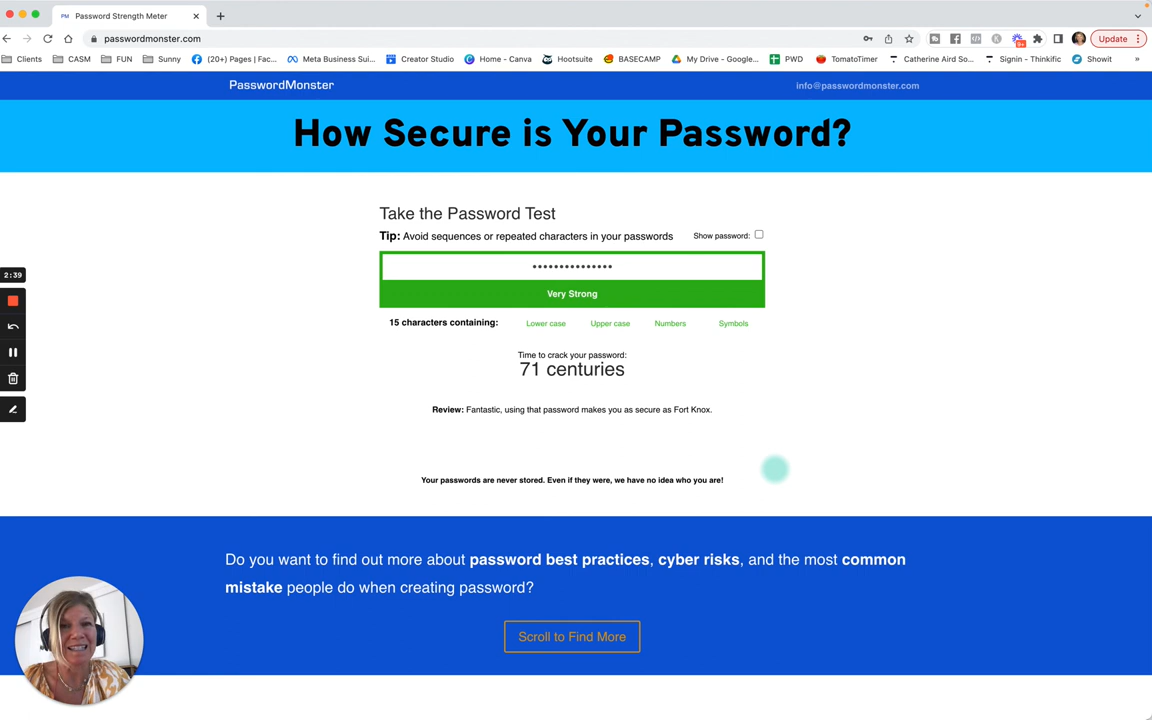 PM Password Strength Meter
passwordmonster.com
Update
Clients CASM FUN Sunny (20+) Pages | Fac... Meta Business Sui... Creator Studio Home - Canva Hootsuite BASECAMP My Drive - Google... PWD TomatoTimer Catherine Aird So... Signin - Thinkific Showit »
PasswordMonster info@passwordmonster.com
How Secure is Your Password?
Take the Password Test
Tip: Avoid sequences or repeated characters in your passwords Show password:
•••••••••••••••
Very Strong
2:39
15 characters containing: Lower case Upper case Numbers Symbols
Time to crack your password:
71 centuries
Review: Fantastic, using that password makes you as secure as Fort Knox.
Your passwords are never stored. Even if they were, we have no idea who you are!
Do you want to find out more about password best practices, cyber risks, and the most common
mistake people do when creating password?
Scroll to Find More